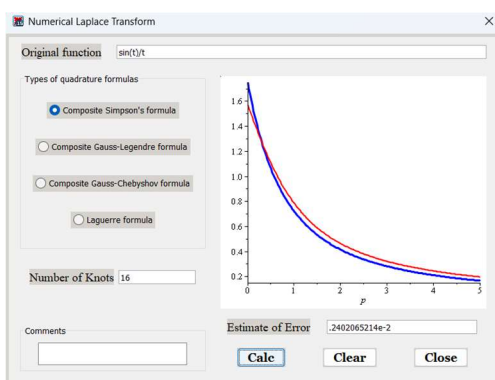 Numerical Laplace Transform
Original function sin(t)/t
Types of quadrature formulas
Composite Simpson's formula
Composite Gauss-Legendre formula
Composite Gauss-Chebyshov formula
Laguerre formula
1.6
1.4
1.2
1.0
0.8
0.6
0.4
0.2
0 1 2 3 4 5
p
Number of Knots 16
Estimate of Error .2402065214e-2
Comments
Calc Clear Close